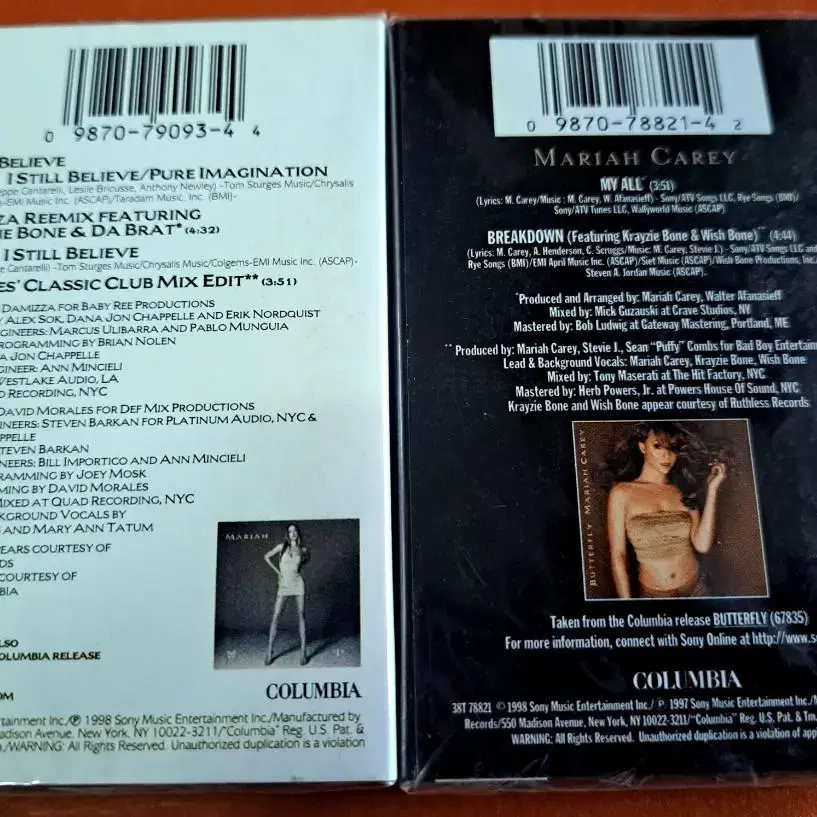 0 9870-79093-4 4
BELIEVE
I STILL BELIEVE/PURE IMAGINATION
Cantarelli, Leslie Bricusse, Anthony Newley) -Tom Sturges Music/Chrysalis
-EMI Music Inc. (ASCAP)/Taradam Music, Inc. (BMI)-
ZA REEMIX FEATURING
IE BONE & DA BRAT* (4:32)
I STILL BELIEVE
Cantarelli) -Tom Sturges Music/Chrysalis Music/Colgems-EMI Music Inc. (ASCAP)-
ES' CLASSIC CLUB MIX EDIT** (3:51)
DAMIZZA FOR BABY REE PRODUCTIONS
Y ALEX SOK, DANA JON CHAPPELLE AND ERIK NORDQUIST
GINEERS: MARCUS ULIBARRA AND PABLO MUNGUIA
ROGRAMMING BY BRIAN NOLEN
A JON CHAPPELLE
GINEER: ANN MINCIELI
WESTLAKE AUDIO, LA
D RECORDING, NYC
DAVID MORALES FOR DEF MIX PRODUCTIONS
INEERS: STEVEN BARKAN FOR PLATINUM AUDIO, NYC &
APPELLE
STEVEN BARKAN
NEERS: BILL IMPORTICO AND ANN MINCIELI
GRAMMING BY JOEY MOSK
MING BY DAVID MORALES
MIXED AT QUAD RECORDING, NYC
KGROUND VOCALS BY
AND MARY ANN TATUM
PEARS COURTESY OF
DS
COURTESY OF
BIA
MARIAH
LSO
OLUMBIA RELEASE
OM
COLUMBIA
rtainment Inc./Ⓟ 1998 Sony Music Entertainment Inc./Manufactured by
adison Avenue, New York, NY 10022-3211/"Columbia" Reg. U.S. Pat. &
./WARNING: All Rights Reserved. Unauthorized duplication is a violation
0 9870-78821-4 2
MARIAH CAREY
MY ALL* (3:51)
(Lyrics: M. Carey/Music: M. Carey, W. Afanasieff) - Sony/ATV Songs LLC, Rye Songs (BMI)/
Sony/ATV Tunes LLC, Wallyworld Music (ASCAP)
BREAKDOWN (Featuring Krayzie Bone & Wish Bone)** (4:44)
(Lyrics: M. Carey, A. Henderson, C. Scruggs/Music: M. Carey, Stevie J.) - Sony/ATV Songs LLC and
Rye Songs (BMI)/EMI April Music Inc. (ASCAP)/Siet Music (ASCAP)/Wish Bone Productions, Inc.
Steven A. Jordan Music (ASCAP).
*Produced and Arranged by: Mariah Carey, Walter Afanasieff
Mixed by: Mick Guzauski at Crave Studios, NY
Mastered by: Bob Ludwig at Gateway Mastering, Portland, ME
**Produced by: Mariah Carey, Stevie J., Sean "Puffy" Combs for Bad Boy Entertain
Lead & Background Vocals: Mariah Carey, Krayzie Bone, Wish Bone
Mixed by: Tony Maserati at The Hit Factory, NYC
Mastered by: Herb Powers, Jr. at Powers House Of Sound, NYC
Krayzie Bone and Wish Bone appear courtesy of Ruthless Records
BUTTERFLY MARIAH CAREY
Taken from the Columbia release BUTTERFLY (67835)
For more information, connect with Sony Online at http://www.s
COLUMBIA
38T 78821 © 1998 Sony Music Entertainment Inc./ Ⓟ 1997 Sony Music Entertainment Inc./M
Records/550 Madison Avenue, New York, NY 10022-3211/"Columbia" Reg. U.S. Pat. & Tm.
WARNING: All Rights Reserved. Unauthorized duplication is a violation of app